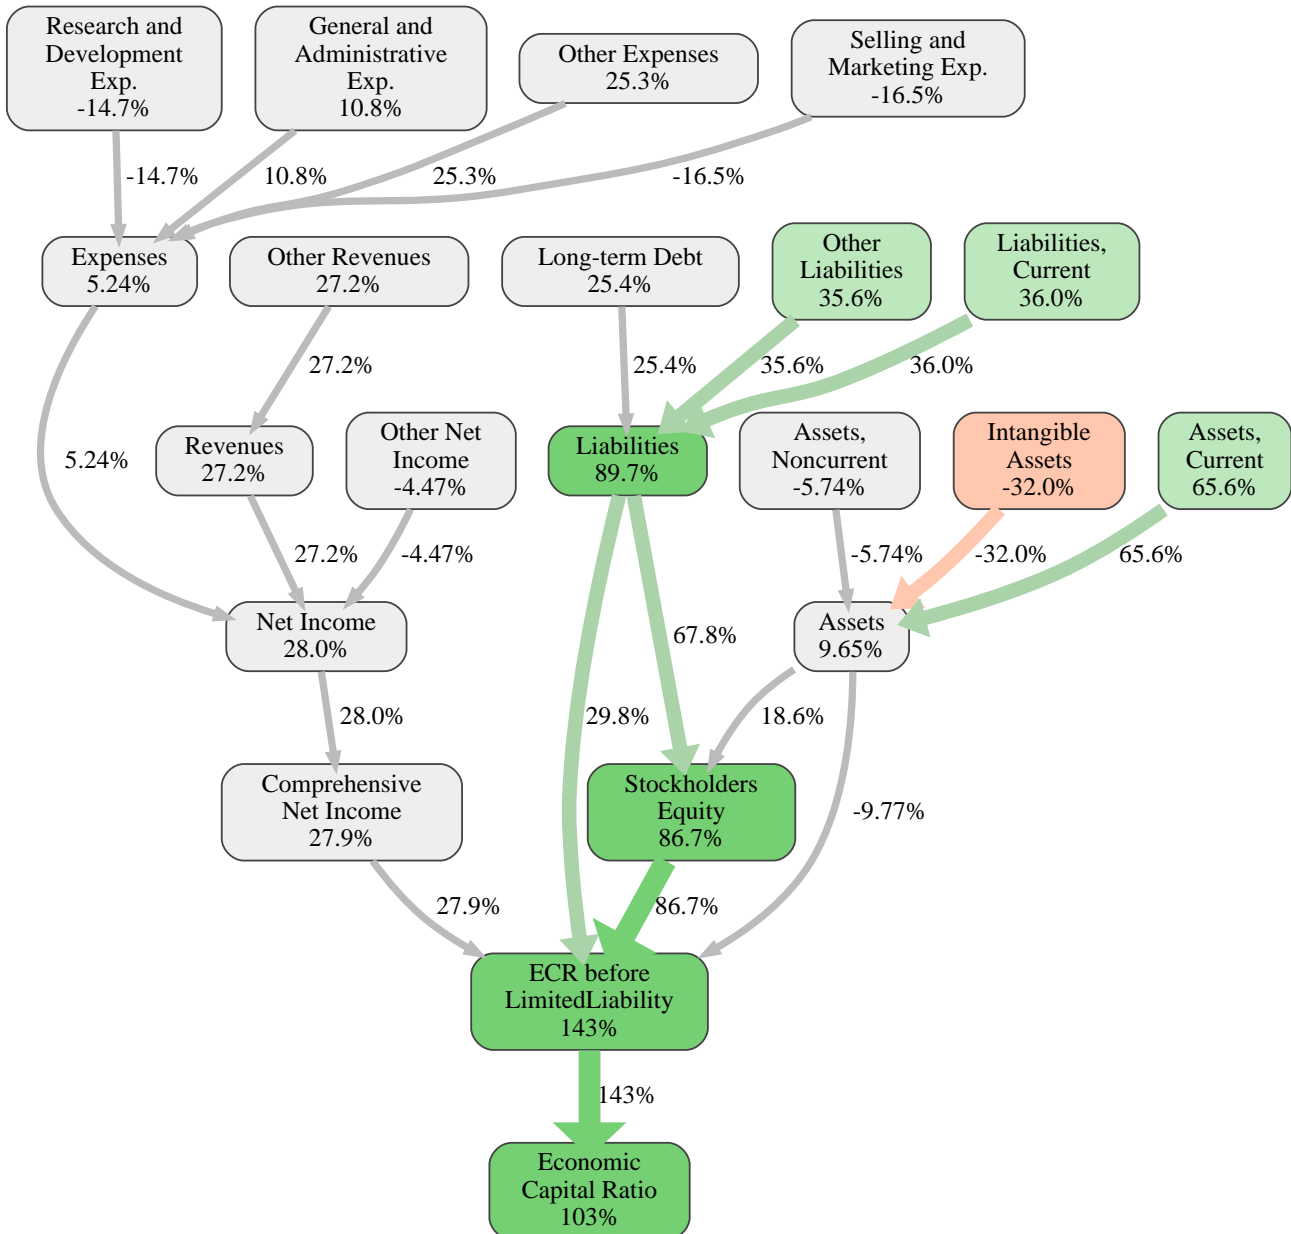 Research and
Development
Exp.
-14.7%
General and
Administrative
Exp.
10.8%
Other Expenses
25.3%
Selling and
Marketing Exp.
-16.5%
-14.7%
10.8%
25.3%
-16.5%
Expenses
5.24%
Other Revenues
27.2%
Long-term Debt
25.4%
Other
Liabilities
35.6%
Liabilities,
Current
36.0%
27.2%
25.4%
35.6%
36.0%
5.24%
Revenues
27.2%
Other Net
Income
-4.47%
Liabilities
89.7%
Assets,
Noncurrent
-5.74%
Intangible
Assets
-32.0%
Assets,
Current
65.6%
27.2%
-4.47%
-5.74%
-32.0%
65.6%
Net Income
28.0%
67.8%
Assets
9.65%
28.0%
29.8%
18.6%
Comprehensive
Net Income
27.9%
Stockholders
Equity
86.7%
-9.77%
27.9%
86.7%
ECR before
LimitedLiability
143%
143%
Economic
Capital Ratio
103%